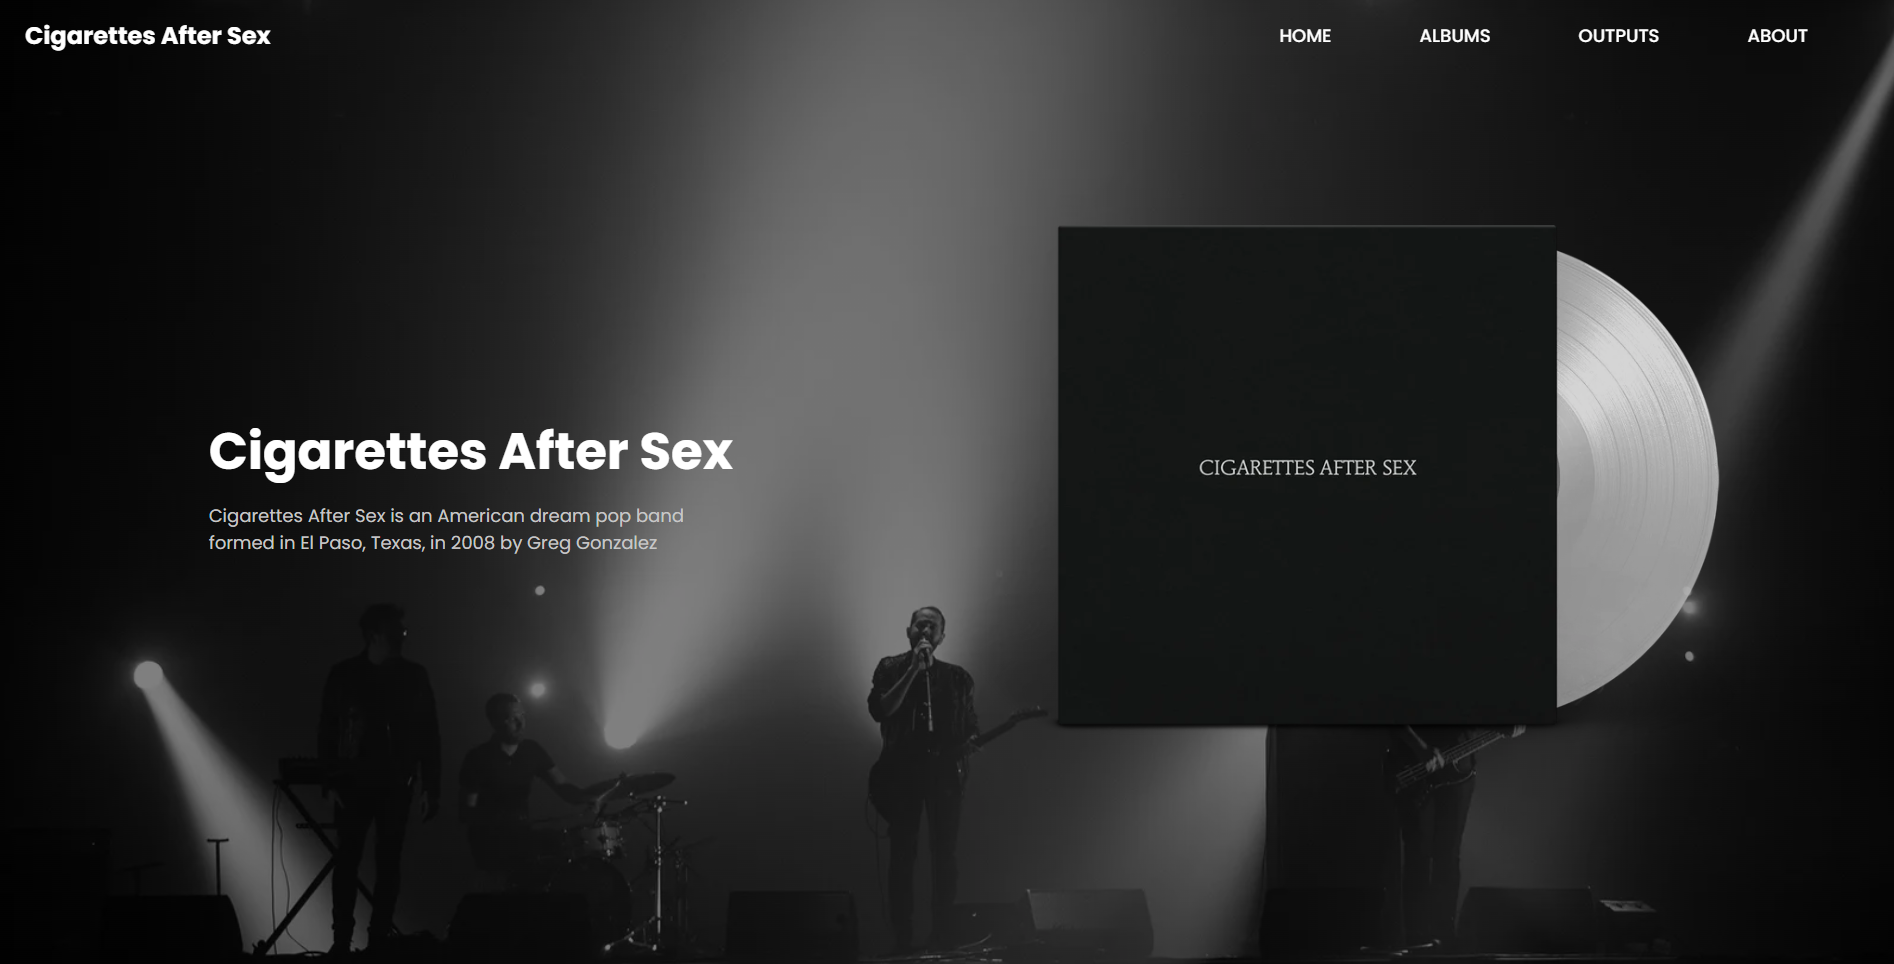 Cigarettes After Sex
HOME
ALBUMS
OUTPUTS
ABOUT
CIGARETTES AFTER SEX
Cigarettes After Sex
Cigarettes After Sex is an American dream pop band
formed in El Paso, Texas, in 2008 by Greg Gonzalez